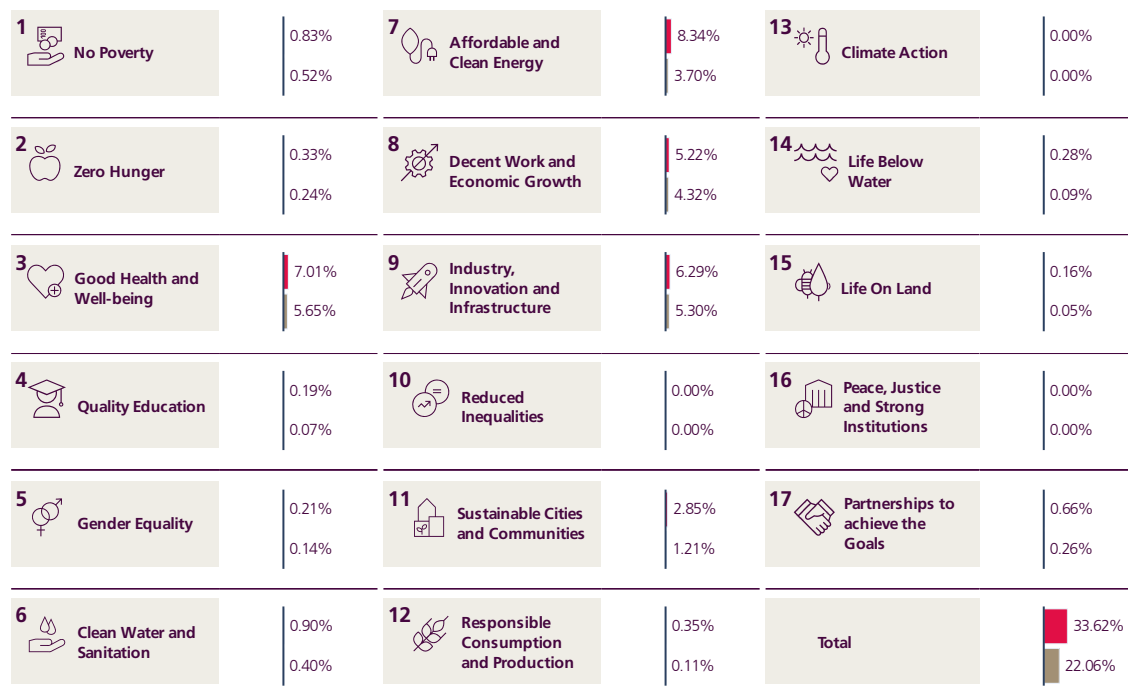 1
No Poverty
0.83%
0.52%
2
Zero Hunger
0.33%
0.24%
3
Good Health and
Well-being
7.01%
5.65%
4
Quality Education
0.19%
0.07%
5
Gender Equality
0.21%
0.14%
6
Clean Water and
Sanitation
0.90%
0.40%
7
Affordable and
Clean Energy
8.34%
3.70%
8
Decent Work and
Economic Growth
5.22%
4.32%
9
Industry,
Innovation and
Infrastructure
6.29%
5.30%
10
Reduced
Inequalities
0.00%
0.00%
11
Sustainable Cities
and Communities
2.85%
1.21%
12
Responsible
Consumption
and Production
0.35%
0.11%
13
Climate Action
0.00%
0.00%
14
Life Below
Water
0.28%
0.09%
15
Life On Land
0.16%
0.05%
16
Peace, Justice
and Strong
Institutions
0.00%
0.00%
17
Partnerships to
achieve the
Goals
0.66%
0.26%
Total
33.62%
22.06%